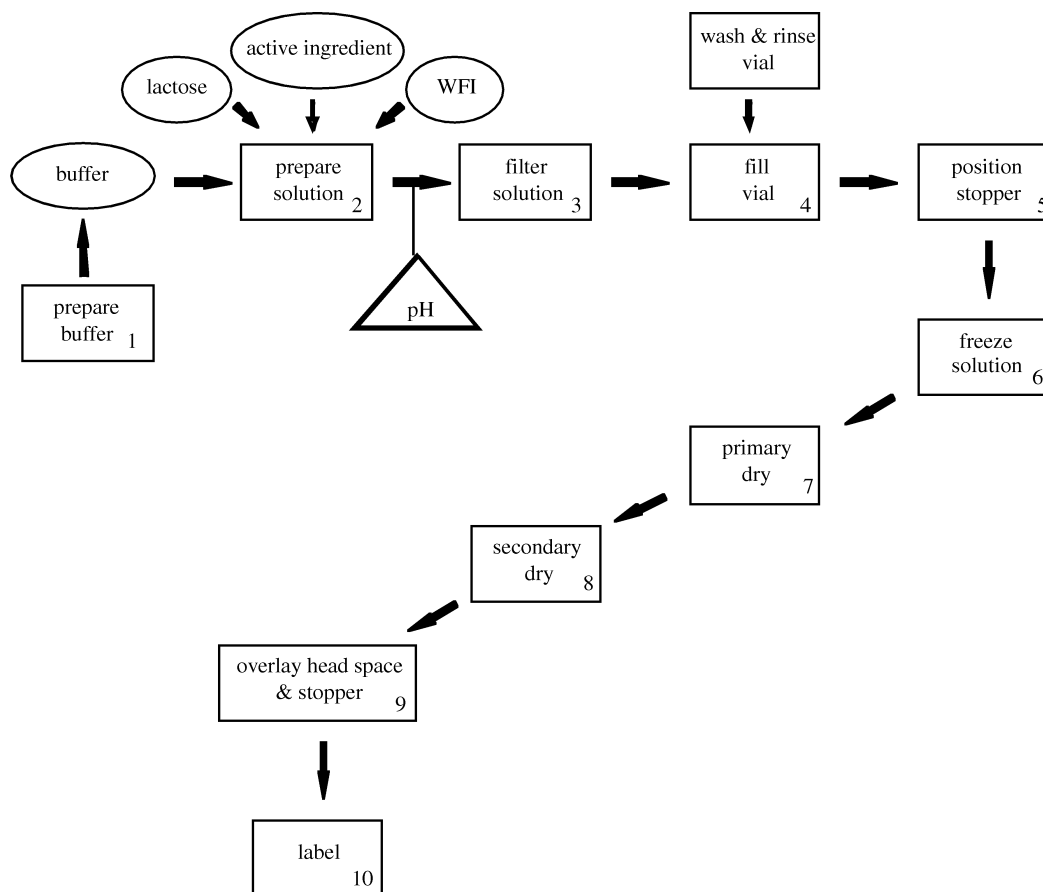 active ingredient
lactose
WFI
wash & rinse
vial
buffer
prepare
solution
2
filter
solution
3
fill
vial
4
position
stopper
5
prepare
buffer
1
pH
freeze
solution
6
primary
dry
7
secondary
dry
8
overlay head space
& stopper
9
label
10